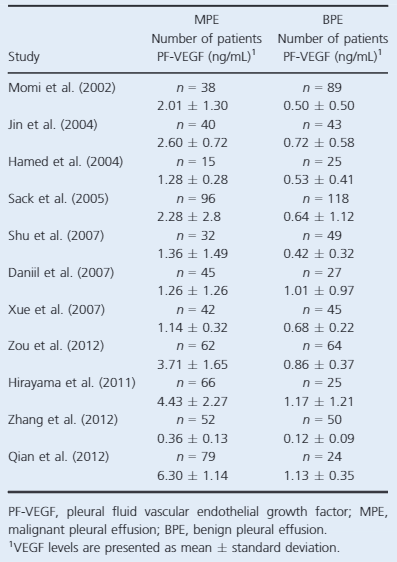 MPE BPE
Number of patients Number of patients
Study PF-VEGF (ng/mL)¹ PF-VEGF (ng/mL)¹
Momi et al. (2002) n = 38 n = 89
2.01 ± 1.30 0.50 ± 0.50
Jin et al. (2004) n = 40 n = 43
2.60 ± 0.72 0.72 ± 0.58
Hamed et al. (2004) n = 15 n = 25
1.28 ± 0.28 0.53 ± 0.41
Sack et al. (2005) n = 96 n = 118
2.28 ± 2.8 0.64 ± 1.12
Shu et al. (2007) n = 32 n = 49
1.36 ± 1.49 0.42 ± 0.32
Daniil et al. (2007) n = 45 n = 27
1.26 ± 1.26 1.01 ± 0.97
Xue et al. (2007) n = 42 n = 45
1.14 ± 0.32 0.68 ± 0.22
Zou et al. (2012) n = 62 n = 64
3.71 ± 1.65 0.86 ± 0.37
Hirayama et al. (2011) n = 66 n = 25
4.43 ± 2.27 1.17 ± 1.21
Zhang et al. (2012) n = 52 n = 50
0.36 ± 0.13 0.12 ± 0.09
Qian et al. (2012) n = 79 n = 24
6.30 ± 1.14 1.13 ± 0.35
PF-VEGF, pleural fluid vascular endothelial growth factor; MPE,
malignant pleural effusion; BPE, benign pleural effusion.
¹VEGF levels are presented as mean ± standard deviation.